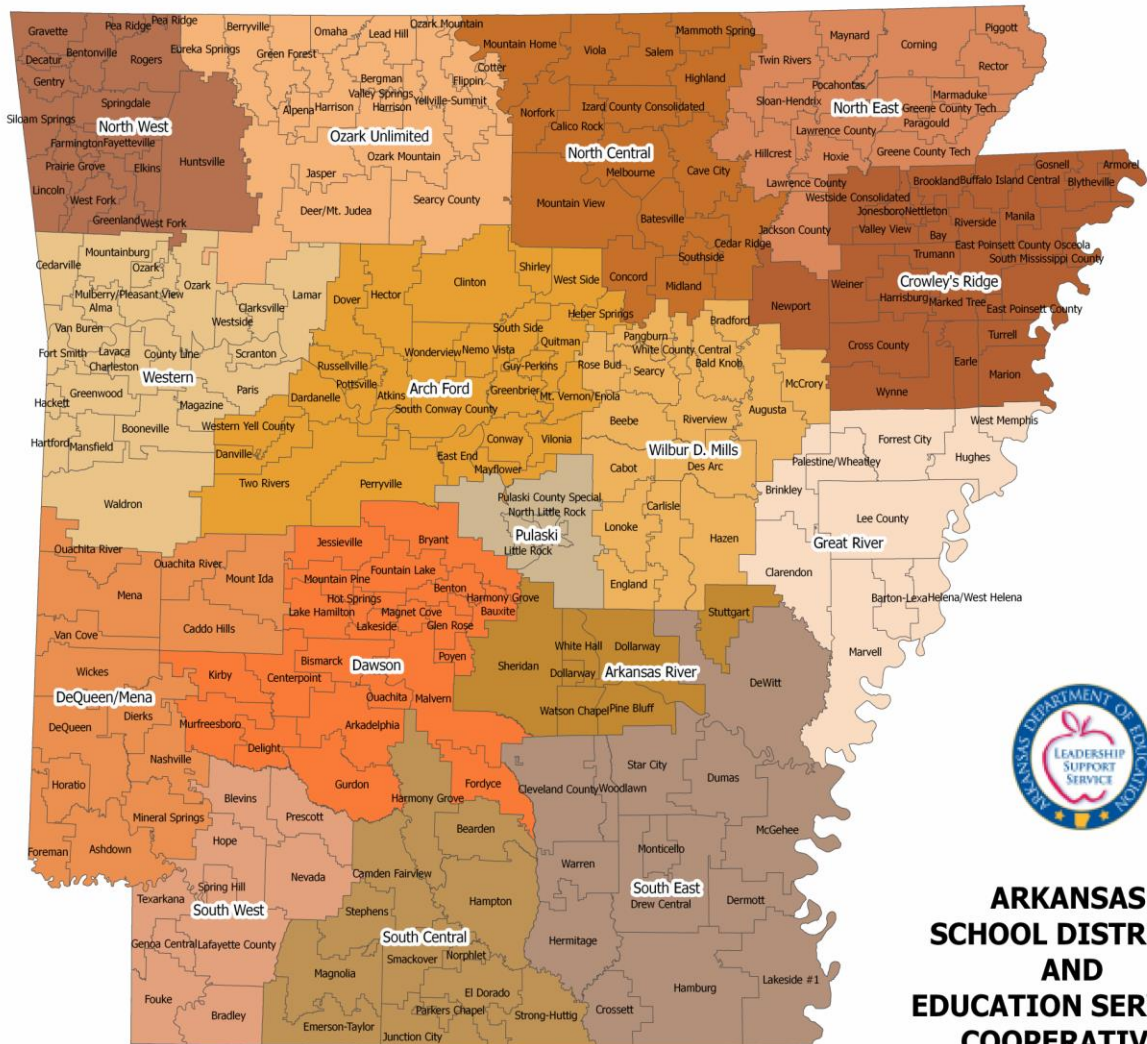 Gravette
Pea Ridge
Pea Ridge
Bentonville
Decatur
Rogers
Gentry
Springdale
Siloam Springs
North West
Farmington
Fayetteville
Prairie Grove
Elkins
Huntsville
Lincoln
West Fork
Greenland
West Fork
Berryville
Omaha
Lead Hill
Ozark Mountain
Eureka Springs
Green Forest
Cotter
Bergman
Flippin
Valley Springs
Alpena
Harrison
Harrison
Yellville-Summit
Ozark Unlimited
Ozark Mountain
Jasper
Searcy County
Deer/Mt. Judea
Mountain Home
Viola
Salem
Mammoth Spring
Highland
Norfork
Izard County Consolidated
Calico Rock
North Central
Melbourne
Cave City
Mountain View
Batesville
Cedar Ridge
Southside
Concord
Midland
Maynard
Corning
Piggott
Twin Rivers
Rector
Pocahontas
Sloan-Hendrix
Marmaduke
North East
Greene County Tech
Paragould
Lawrence County
Hillcrest
Hoxie
Greene County Tech
Lawrence County
Jackson County
Gosnell
Armorel
Brookland
Buffalo Island Central
Blytheville
Westside Consolidated
Jonesboro
Nettleton
Manila
Valley View
Riverside
Bay
East Poinsett County
Osceola
Trumann
South Mississippi County
Crowley's Ridge
Weiner
Harrisburg
Marked Tree
East Poinsett County
Newport
Cross County
Turrell
Earle
Marion
Wynne
Mountainburg
Cedarville
Ozark
Ozark
Mulberry/Pleasant View
Alma
Clarksville
Lamar
Westside
Van Buren
Fort Smith
Lavaca
County Line
Scranton
Charleston
Western
Greenwood
Paris
Hackett
Magazine
Booneville
Hartford
Mansfield
Waldron
Dover
Hector
Clinton
Shirley
West Side
Heber Springs
South Side
Quitman
Wonderview
Nemo Vista
Russellville
Guy-Perkins
Pottsville
Arch Ford
Dardanelle
Atkins
Greenbrier
Mt. Vernon/Enola
South Conway County
Western Yell County
Conway
Vilonia
Danville
East End
Mayflower
Two Rivers
Perryville
Bradford
Pangburn
White County Central
Rose Bud
Searcy
Bald Knob
McCrory
Augusta
Beebe
Riverview
Wilbur D. Mills
Cabot
Des Arc
Carlisle
Lonoke
Hazen
England
Pulaski County Special
North Little Rock
Pulaski
Little Rock
West Memphis
Forrest City
Palestine/Wheatley
Hughes
Brinkley
Lee County
Great River
Clarendon
Barton-Lexa
Helena/West Helena
Marvell
Ouachita River
Ouachita River
Mount Ida
Mena
Caddo Hills
Van Cove
Wickes
DeQueen/Mena
Dierks
DeQueen
Nashville
Horatio
Mineral Springs
Foreman
Ashdown
Jessieville
Bryant
Fountain Lake
Mountain Pine
Benton
Hot Springs
Harmony Grove
Lake Hamilton
Magnet Cove
Bauxite
Lakeside
Glen Rose
Bismarck
Poyen
Kirby
Dawson
Centerpoint
Ouachita
Malvern
Murfreesboro
Arkadelphia
Delight
Gurdon
Fordyce
Stuttgart
White Hall
Dollarway
Sheridan
Dollarway
Arkansas River
Watson Chapel
Pine Bluff
DeWitt
Star City
Cleveland County
Woodlawn
Dumas
McGehee
Monticello
Warren
South East
Drew Central
Dermott
Hermitage
Lakeside #1
Hamburg
Crossett
Blevins
Prescott
Hope
Nevada
Spring Hill
Texarkana
South West
Genoa Central
Lafayette County
Fouke
Bradley
Harmony Grove
Bearden
Camden Fairview
Hampton
Stephens
South Central
Smackover
Norphlet
Magnolia
El Dorado
Parkers Chapel
Strong-Huttig
Emerson-Taylor
Junction City
ARKANSAS DEPARTMENT OF EDUCATION
LEADERSHIP
SUPPORT
SERVICE
ARKANSAS
SCHOOL DISTR
AND
EDUCATION SER
COOPERATIV